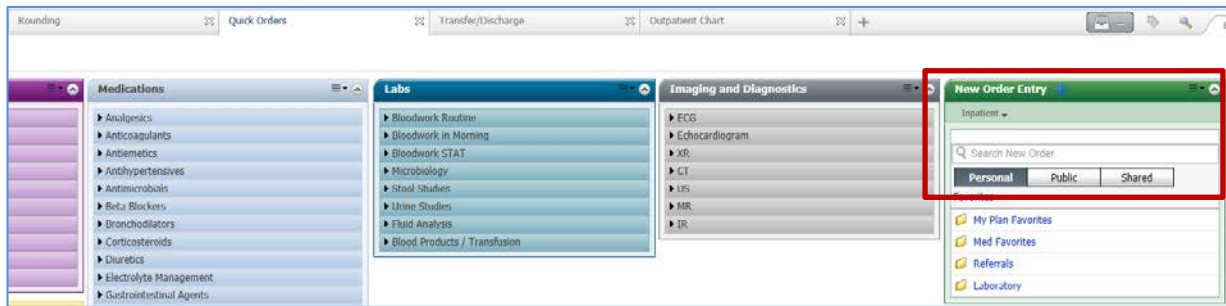 Rounding
Quick Orders
Transfer/Discharge
Outpatient Chart
Medications
Analgesics
Anticoagulants
Antiemetics
Antihypertensives
Antimicrobials
Beta Blockers
Bronchodilators
Corticosteroids
Diuretics
Electrolyte Management
Gastrointestinal Agents
Labs
Bloodwork Routine
Bloodwork in Morning
Bloodwork STAT
Microbiology
Stool Studies
Urine Studies
Fluid Analysis
Blood Products / Transfusion
Imaging and Diagnostics
ECG
Echocardiogram
XR
CT
US
MR
IR
New Order Entry
Inpatient
Search New Order
Personal Public Shared
Favorites
My Plan Favorites
Med Favorites
Referrals
Laboratory